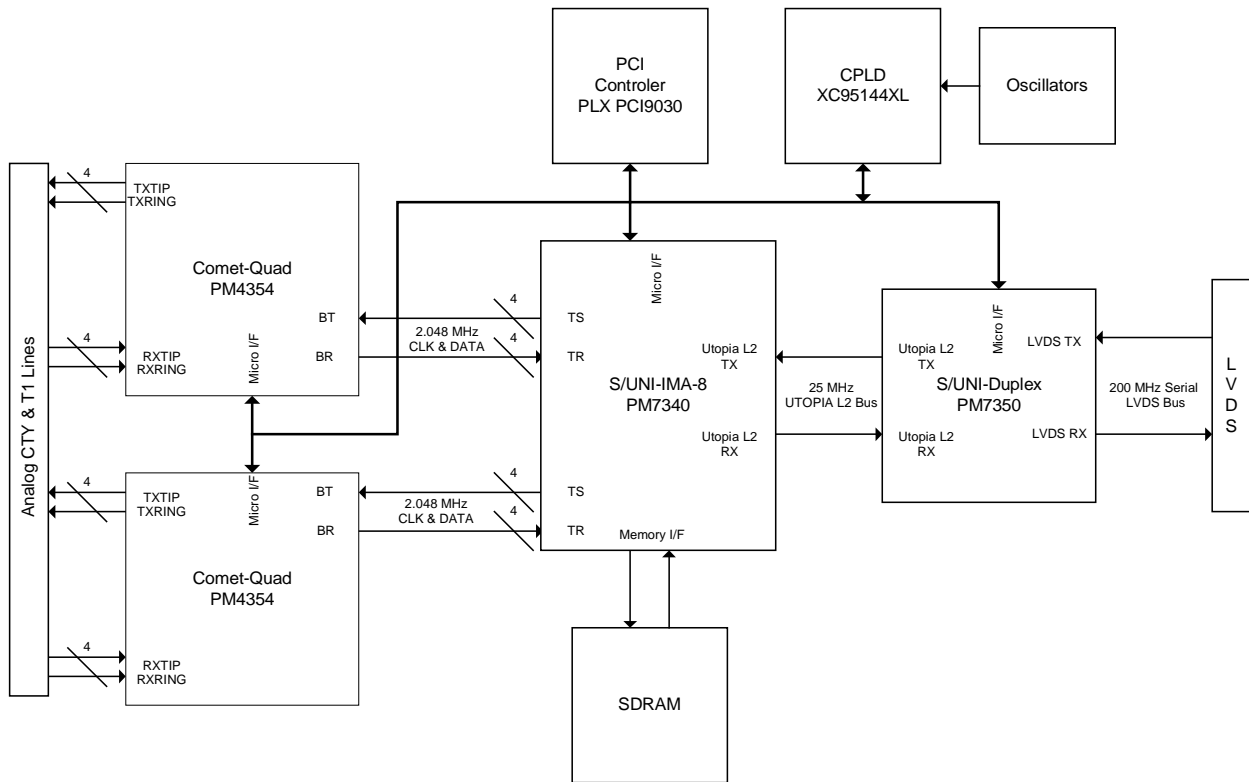 PCI
Controler
PLX PCI9030
CPLD
XC95144XL
Oscillators
Analog CTY & T1 Lines
4
TXTIP
TXRING
Comet-Quad
PM4354
4
RXTIP
RXRING
Micro I/F
BT
BR
4
2.048 MHz
CLK & DATA
4
TS
TR
Micro I/F
S/UNI-IMA-8
PM7340
Utopia L2
TX
Utopia L2
RX
25 MHz
UTOPIA L2 Bus
Utopia L2
TX
Utopia L2
RX
Micro I/F
S/UNI-Duplex
PM7350
LVDS TX
LVDS RX
200 MHz Serial
LVDS Bus
L
V
D
S
4
TXTIP
TXRING
Micro I/F
BT
BR
Comet-Quad
PM4354
4
RXTIP
RXRING
4
2.048 MHz
CLK & DATA
4
TS
TR
Memory I/F
SDRAM